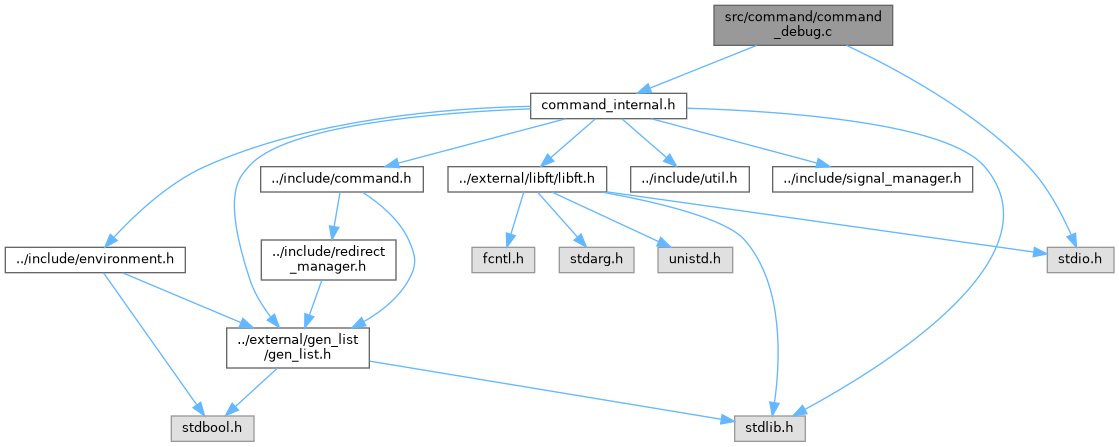 src/command/command
_debug.c
command_internal.h
../include/command.h
../external/libft/libft.h
../include/util.h
../include/signal_manager.h
../include/environment.h
../include/redirect
_manager.h
fcntl.h
stdarg.h
unistd.h
stdio.h
../external/gen_list
/gen_list.h
stdbool.h
stdlib.h